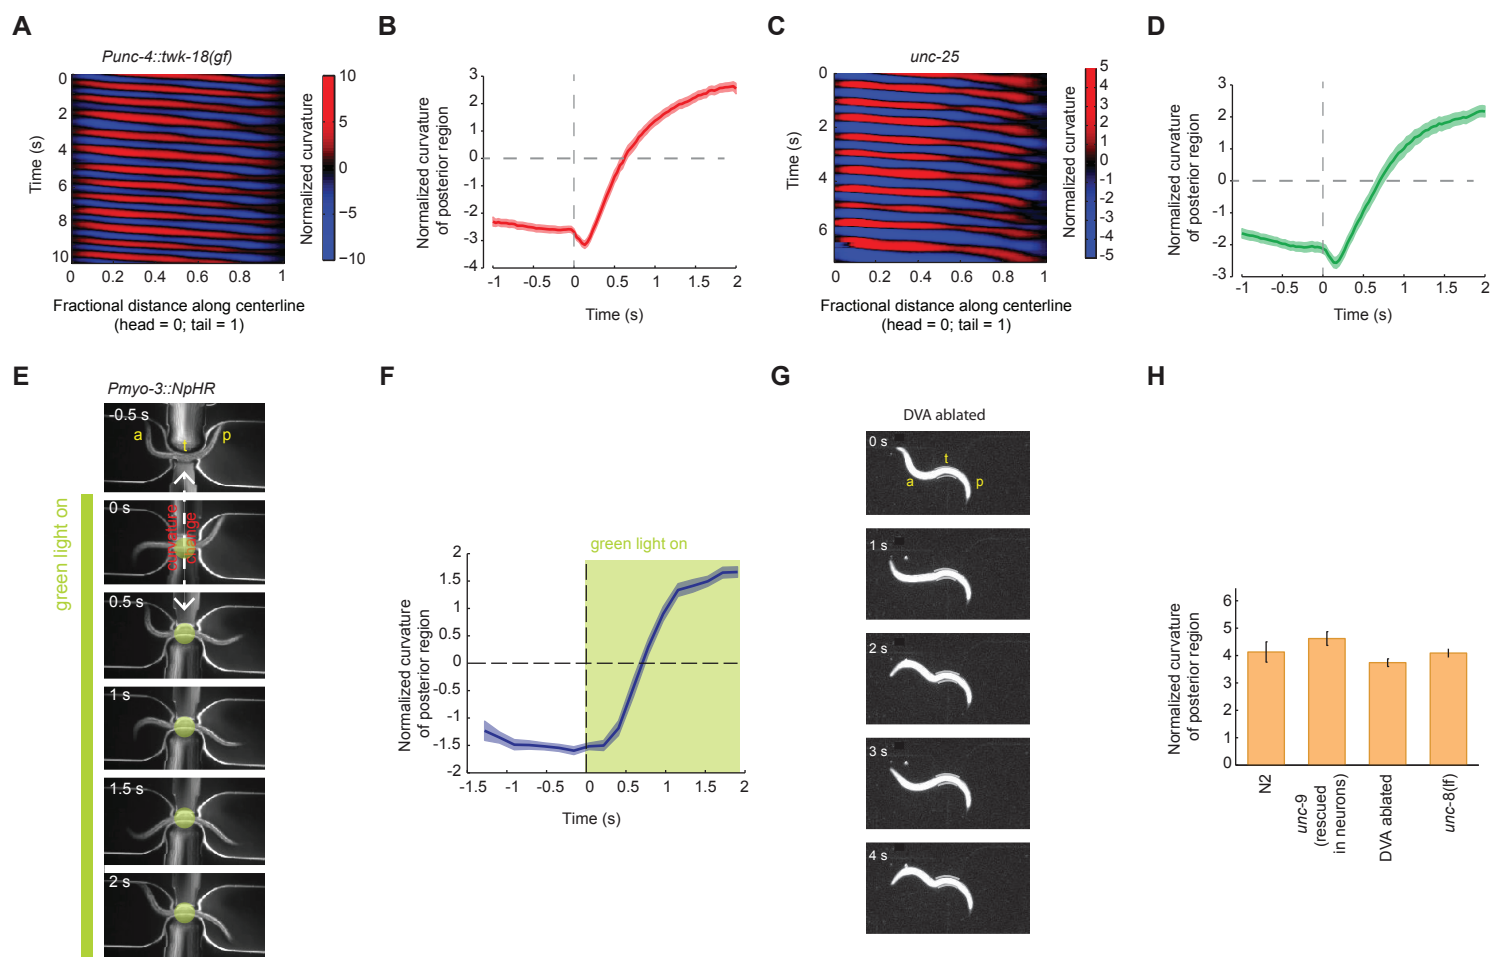 A
Punc-4::twk-18(gf)
0
2
4
6
8
10
Time (s)
0 0.2 0.4 0.6 0.8 1
Fractional distance along centerline
(head = 0; tail = 1)
10
5
0
−5
−10
Normalized curvature
B
3
2
1
0
-1
-2
-3
-4
Normalized curvature
of posterior region
-1 -0.5 0 0.5 1 1.5 2
Time (s)
C
unc-25
0
2
4
6
Time (s)
0 0.2 0.4 0.6 0.8 1
Fractional distance along centerline
(head = 0; tail = 1)
5
4
3
2
1
0
-1
-2
-3
-4
-5
Normalized curvature
D
3
2
1
0
-1
-2
-3
Normalized curvature
of posterior region
-1 -0.5 0 0.5 1 1.5 2
Time (s)
E
Pmyo-3::NpHR
-0.5 s
a t p
0 s
curvature
change
0.5 s
1 s
1.5 s
2 s
green light on
F
green light on
2
1.5
1
0.5
0
-0.5
-1
-1.5
-2
Normalized curvature
of posterior region
-1.5 -1 -0.5 0 0.5 1 1.5 2
Time (s)
G
DVA ablated
0 s
t
a p
1 s
2 s
3 s
4 s
H
6
5
4
3
2
1
0
Normalized curvature
of posterior region
N2
unc-9
(rescued
in neurons)
DVA ablated
unc-8(lf)